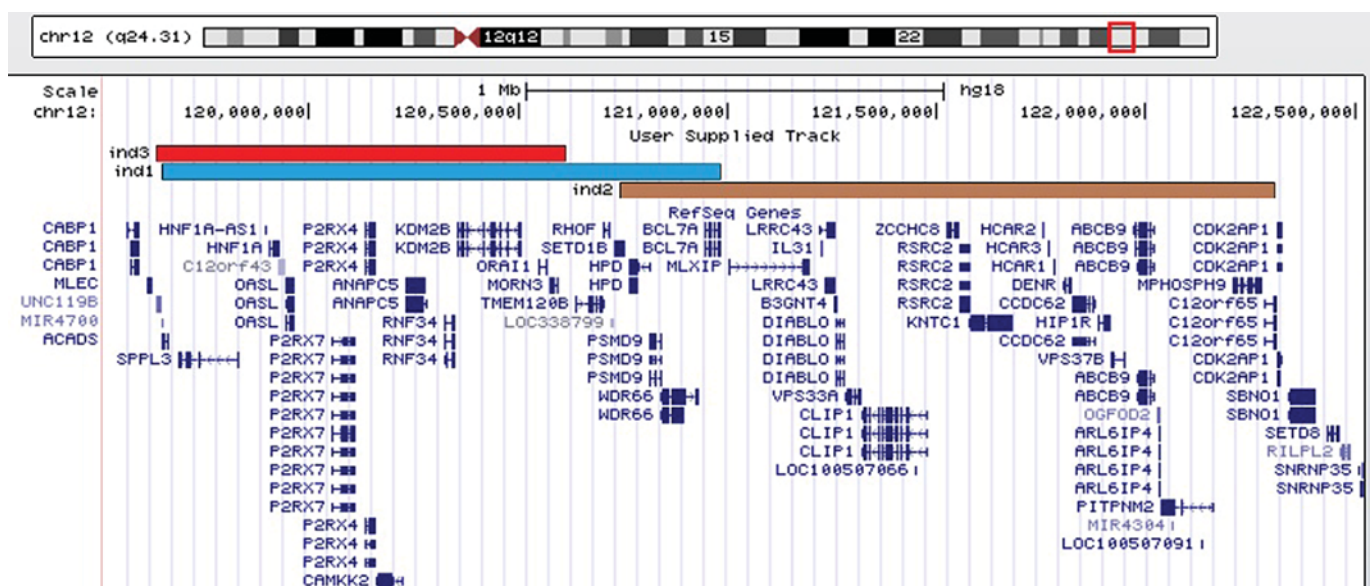 chr12 (q24.31) 12q12 15 22
Scale 1 Mb hg18
chr12: 120,000,000 120,500,000 121,000,000 121,500,000 122,000,000 122,500,000
User Supplied Track
ind3
ind1
ind2
RefSeq Genes
CABP1 HNF1A-AS1 P2RX4 KDM2B RHOF BCL7A LRRC43 ZCCHC8 HCAR2 ABCB9 CDK2AP1
CABP1 HNF1A P2RX4 KDM2B SETD1B BCL7A IL31 RSRC2 HCAR3 ABCB9 CDK2AP1
CABP1 C12orf43 P2RX4 ORAI1 HPD MLXIP RSRC2 HCAR1 ABCB9 CDK2AP1
MLEC OASL ANAPC5 MORN3 HPD LRRC43 RSRC2 DENR MPHOSPH9
UNC119B OASL ANAPC5 TMEM120B B3GNT4 RSRC2 CCDC62 C12orf65
MIR4700 OASL RNF34 LOC338799 DIABLO KNTC1 HIP1R C12orf65
ACADS P2RX7 RNF34 PSMD9 DIABLO CCDC62 C12orf65
SPPL3 P2RX7 RNF34 PSMD9 DIABLO VPS37B CDK2AP1
P2RX7 PSMD9 DIABLO ABCB9 CDK2AP1
P2RX7 WDR66 VPS33A ABCB9 SBNO1
P2RX7 WDR66 CLIP1 OGFOD2 SBNO1
P2RX7 CLIP1 ARL6IP4 SETD8
P2RX7 CLIP1 ARL6IP4 RILPL2
P2RX7 LOC100507066 ARL6IP4 SNRNP35
P2RX7 ARL6IP4 SNRNP35
P2RX7 PITPNM2
P2RX4 MIR4304
P2RX4 LOC100507091
P2RX4
CAMKK2